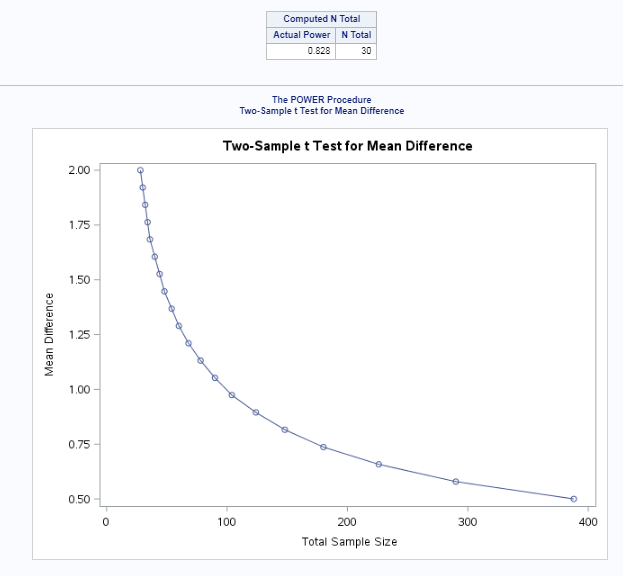 Computed N Total
Actual Power N Total
0.828 30
The POWER Procedure
Two-Sample t Test for Mean Difference
Two-Sample t Test for Mean Difference
2.00
1.75
1.50
1.25
1.00
0.75
0.50
Mean Difference
0 100 200 300 400
Total Sample Size